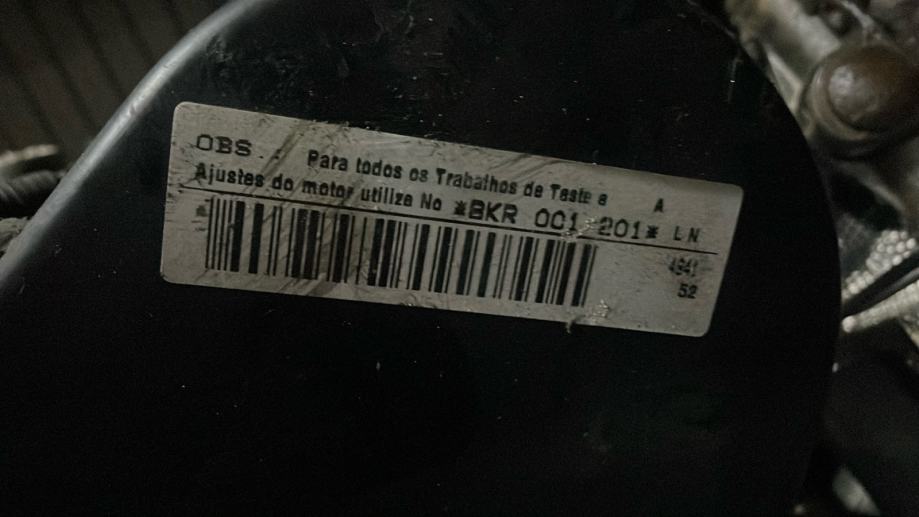 OBS. Para todos os Trabalhos de Teste e A
Ajustes do motor utilize No *BKR 001 201* LN
4941
52